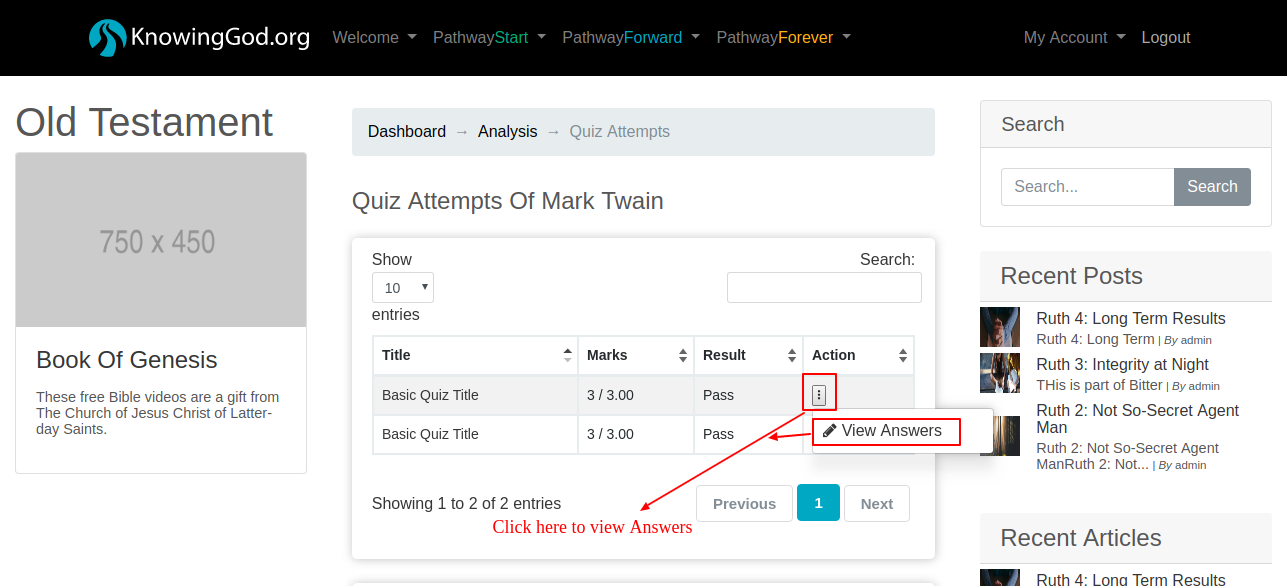 KnowingGod.org Welcome PathwayStart PathwayForward PathwayForever My Account Logout
Old Testament
750 x 450
Book Of Genesis
These free Bible videos are a gift from
The Church of Jesus Christ of Latter-
day Saints.
Dashboard → Analysis → Quiz Attempts
Quiz Attempts Of Mark Twain
Show
10
entries
Search:
Title Marks Result Action
Basic Quiz Title 3 / 3.00 Pass
Basic Quiz Title 3 / 3.00 Pass
View Answers
Showing 1 to 2 of 2 entries
Previous 1 Next
Click here to view Answers
Search
Search... Search
Recent Posts
Ruth 4: Long Term Results
Ruth 4: Long Term | By admin
Ruth 3: Integrity at Night
THis is part of Bitter | By admin
Ruth 2: Not So-Secret Agent
Man
Ruth 2: Not So-Secret Agent
ManRuth 2: Not... | By admin
Recent Articles
Ruth 4: Long Term Results